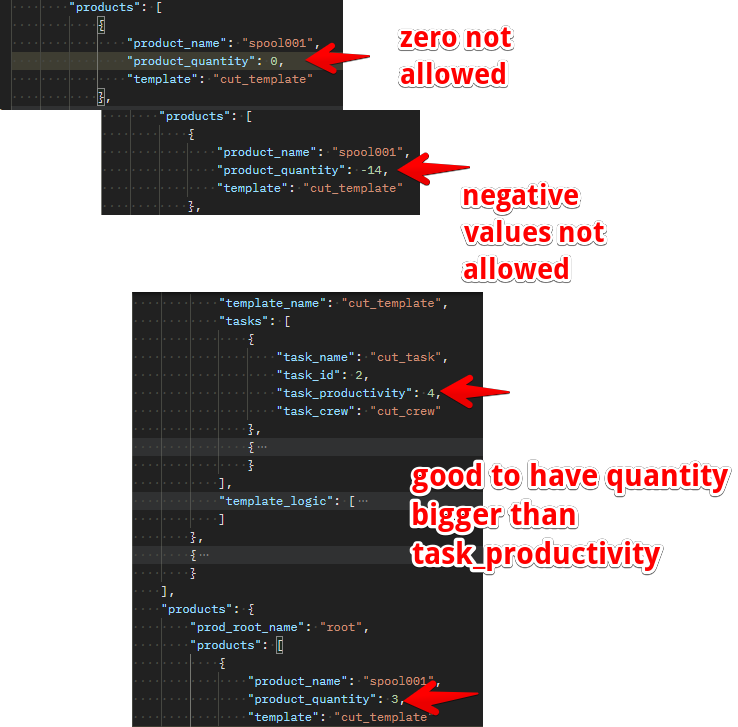 "products": [
{
"product_name": "spool001",
"product_quantity": 0,
"template": "cut_template"
},
zero not
allowed
"products": [
{
"product_name": "spool001",
"product_quantity": -14,
"template": "cut_template"
},
negative
values not
allowed
"template_name": "cut_template",
"tasks": [
{
"task_name": "cut_task",
"task_id": 2,
"task_productivity": 4,
"task_crew": "cut_crew"
},
{ ⋯
}
],
"template_logic": [ ⋯
]
},
{ ⋯
}
],
good to have quantity
bigger than
task_productivity
"products": {
"prod_root_name": "root",
"products": [
{
"product_name": "spool001",
"product_quantity": 3,
"template": "cut_template"